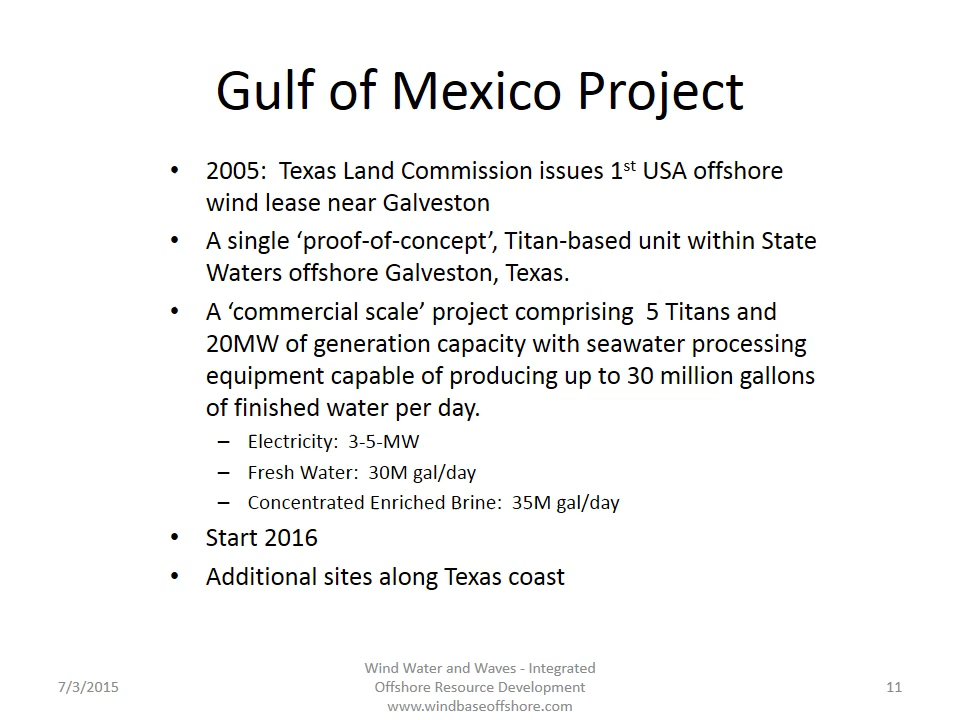 Gulf of Mexico Project
• 2005:  Texas Land Commission issues 1st USA offshore
wind lease near Galveston
• A single ‘proof-of-concept’, Titan-based unit within State
Waters offshore Galveston, Texas.
• A ‘commercial scale’ project comprising  5 Titans and
20MW of generation capacity with seawater processing
equipment capable of producing up to 30 million gallons
of finished water per day.
– Electricity:  3-5-MW
– Fresh Water:  30M gal/day
– Concentrated Enriched Brine:  35M gal/day
• Start 2016
• Additional sites along Texas coast
7/3/2015
Wind Water and Waves - Integrated
Offshore Resource Development
www.windbaseoffshore.com
11